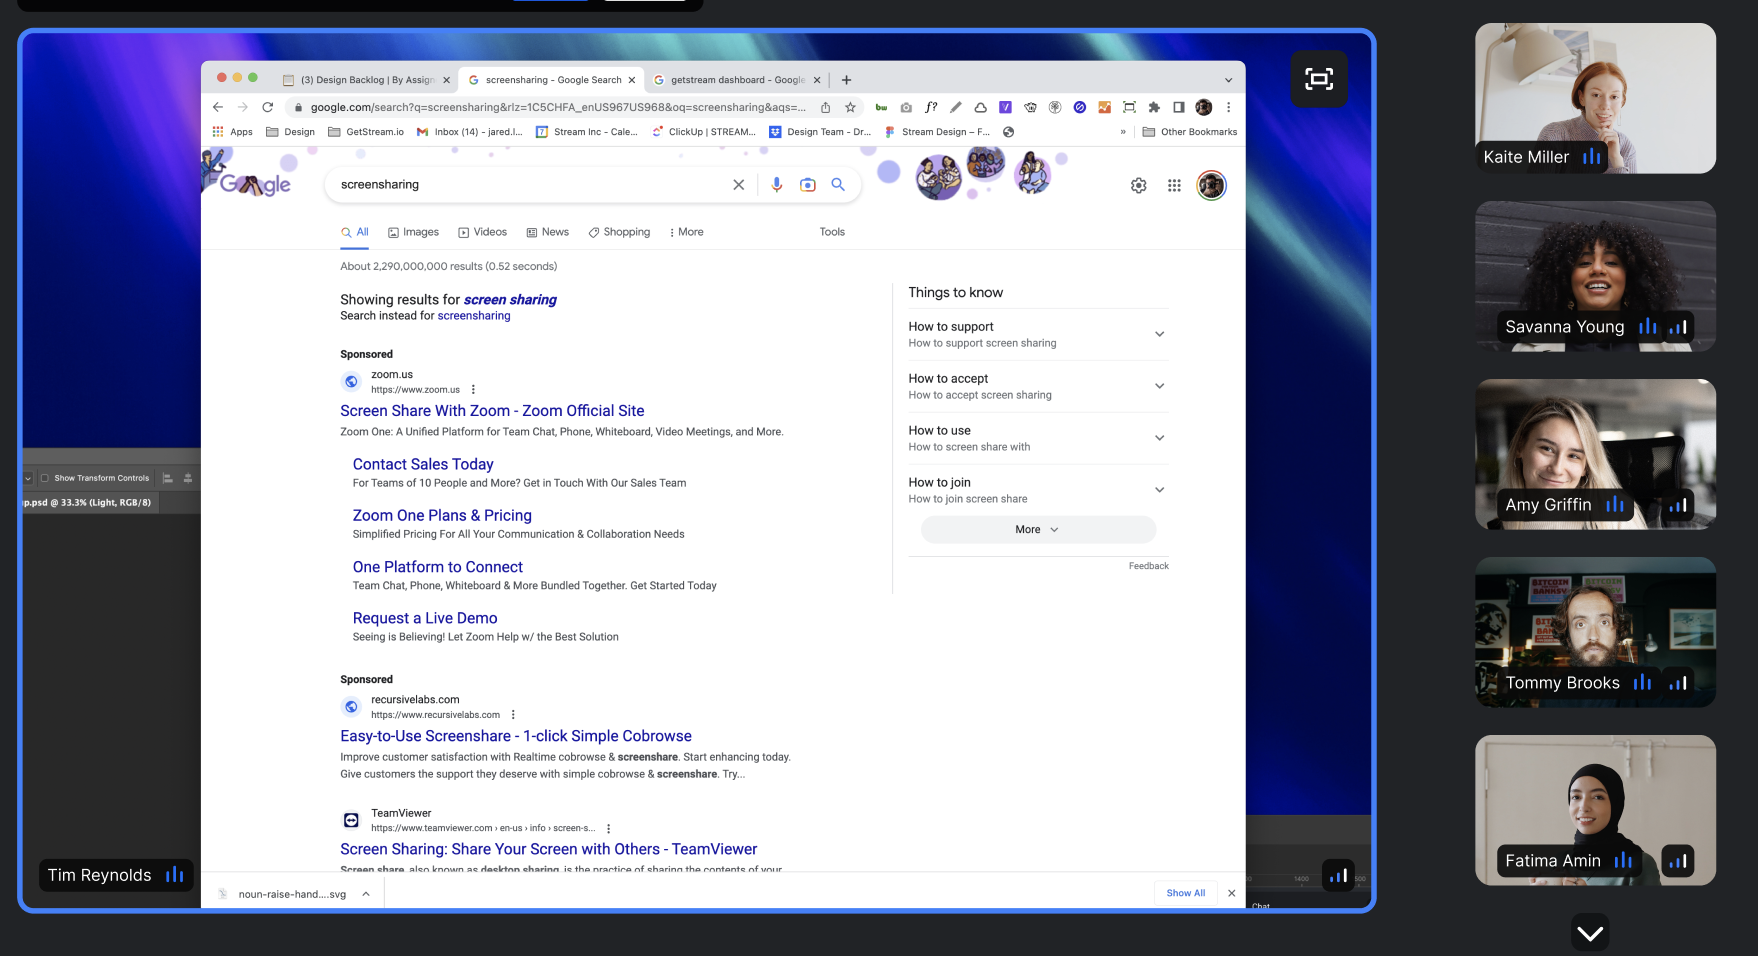 (3) Design Backlog | By Assign
screensharing - Google Search
getstream dashboard - Google
google.com/search?q=screensharing&rlz=1C5CHFA_enUS967US968&oq=screensharing&aqs=...
Apps
Design
GetStream.io
Inbox (14) - jared.l...
Stream Inc - Cale...
ClickUp | STREAM...
Design Team - Dr...
Stream Design – F...
»
Other Bookmarks
Google
screensharing
All
Images
Videos
News
Shopping
More
Tools
About 2,290,000,000 results (0.52 seconds)
Showing results for screen sharing
Search instead for screensharing
Sponsored
zoom.us
https://www.zoom.us
Screen Share With Zoom - Zoom Official Site
Zoom One: A Unified Platform for Team Chat, Phone, Whiteboard, Video Meetings, and More.
Contact Sales Today
For Teams of 10 People and More? Get in Touch With Our Sales Team
Zoom One Plans & Pricing
Simplified Pricing For All Your Communication & Collaboration Needs
One Platform to Connect
Team Chat, Phone, Whiteboard & More Bundled Together. Get Started Today
Request a Live Demo
Seeing is Believing! Let Zoom Help w/ the Best Solution
Sponsored
recursivelabs.com
https://www.recursivelabs.com
Easy-to-Use Screenshare - 1-click Simple Cobrowse
Improve customer satisfaction with Realtime cobrowse & screenshare. Start enhancing today.
Give customers the support they deserve with simple cobrowse & screenshare. Try...
TeamViewer
https://www.teamviewer.com › en-us › info › screen-s...
Screen Sharing: Share Your Screen with Others - TeamViewer
Screen share, also known as desktop sharing, is the practice of sharing the contents of your
Things to know
How to support
How to support screen sharing
How to accept
How to accept screen sharing
How to use
How to screen share with
How to join
How to join screen share
More
Feedback
Show Transform Controls
p.psd @ 33.3% (Light, RGB/8)
Tim Reynolds
noun-raise-hand....svg
Show All
1400
Chat
Kaite Miller
Savanna Young
Amy Griffin
BITCOIN
Tommy Brooks
Fatima Amin